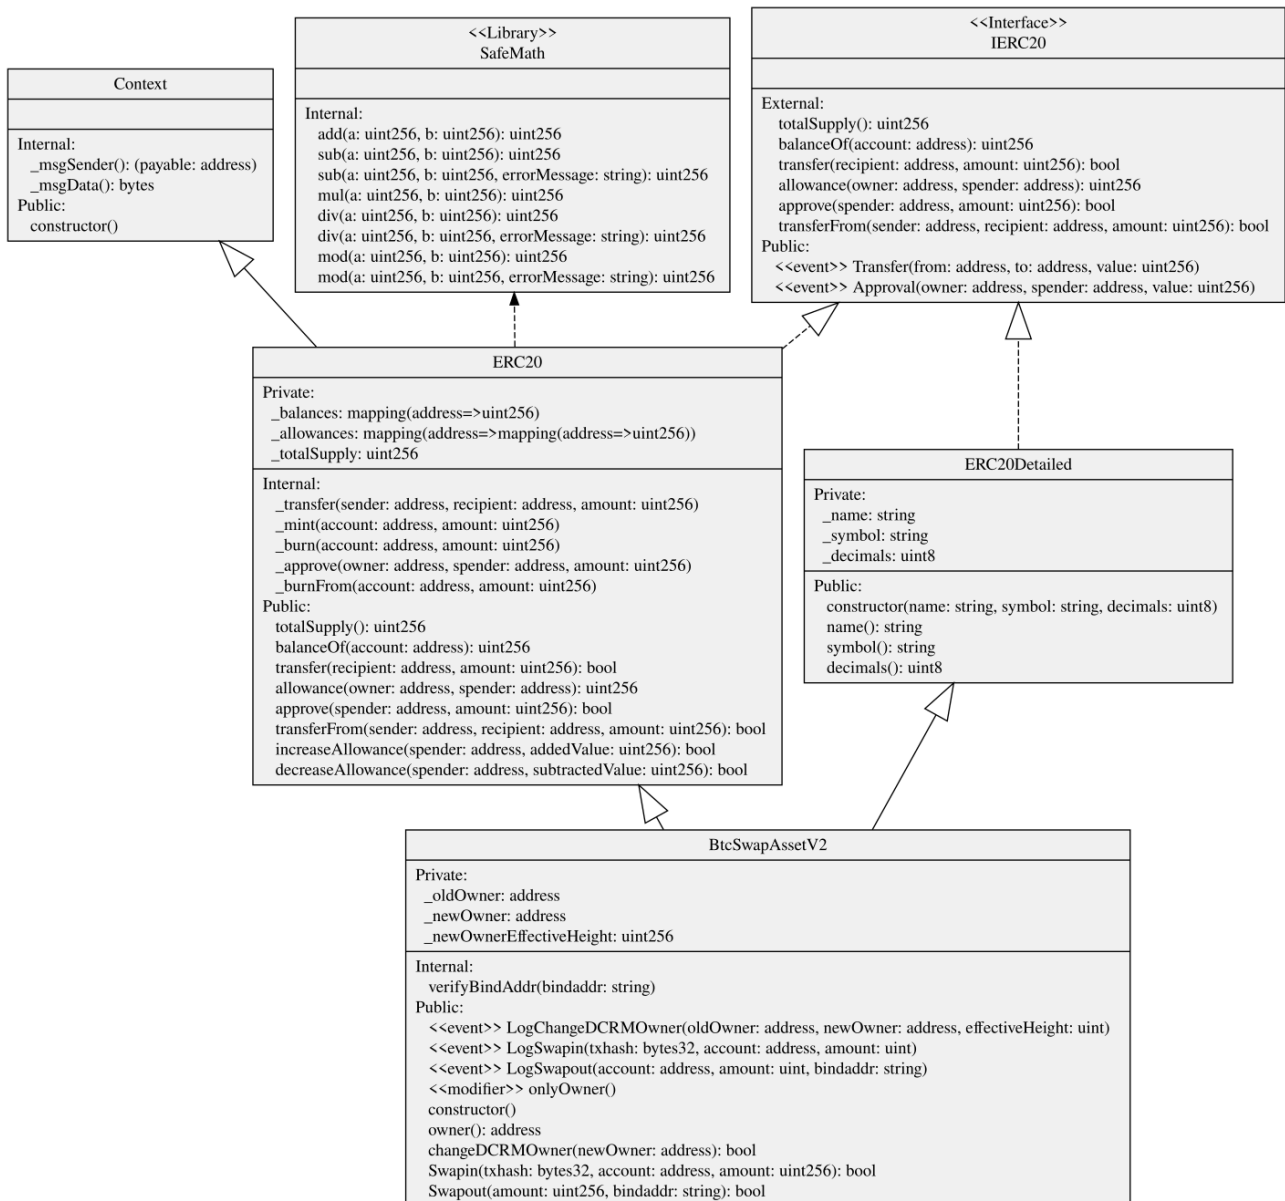 Context
Internal:
_msgSender(): (payable: address)
_msgData(): bytes
Public:
constructor()
<<Library>>
SafeMath
Internal:
add(a: uint256, b: uint256): uint256
sub(a: uint256, b: uint256): uint256
sub(a: uint256, b: uint256, errorMessage: string): uint256
mul(a: uint256, b: uint256): uint256
div(a: uint256, b: uint256): uint256
div(a: uint256, b: uint256, errorMessage: string): uint256
mod(a: uint256, b: uint256): uint256
mod(a: uint256, b: uint256, errorMessage: string): uint256
<<Interface>>
IERC20
External:
totalSupply(): uint256
balanceOf(account: address): uint256
transfer(recipient: address, amount: uint256): bool
allowance(owner: address, spender: address): uint256
approve(spender: address, amount: uint256): bool
transferFrom(sender: address, recipient: address, amount: uint256): bool
Public:
<<event>> Transfer(from: address, to: address, value: uint256)
<<event>> Approval(owner: address, spender: address, value: uint256)
ERC20
Private:
_balances: mapping(address=>uint256)
_allowances: mapping(address=>mapping(address=>uint256))
_totalSupply: uint256
Internal:
_transfer(sender: address, recipient: address, amount: uint256)
_mint(account: address, amount: uint256)
_burn(account: address, amount: uint256)
_approve(owner: address, spender: address, amount: uint256)
_burnFrom(account: address, amount: uint256)
Public:
totalSupply(): uint256
balanceOf(account: address): uint256
transfer(recipient: address, amount: uint256): bool
allowance(owner: address, spender: address): uint256
approve(spender: address, amount: uint256): bool
transferFrom(sender: address, recipient: address, amount: uint256): bool
increaseAllowance(spender: address, addedValue: uint256): bool
decreaseAllowance(spender: address, subtractedValue: uint256): bool
ERC20Detailed
Private:
_name: string
_symbol: string
_decimals: uint8
Public:
constructor(name: string, symbol: string, decimals: uint8)
name(): string
symbol(): string
decimals(): uint8
BtcSwapAssetV2
Private:
_oldOwner: address
_newOwner: address
_newOwnerEffectiveHeight: uint256
Internal:
verifyBindAddr(bindaddr: string)
Public:
<<event>> LogChangeDCRMOwner(oldOwner: address, newOwner: address, effectiveHeight: uint)
<<event>> LogSwapin(txhash: bytes32, account: address, amount: uint)
<<event>> LogSwapout(account: address, amount: uint, bindaddr: string)
<<modifier>> onlyOwner()
constructor()
owner(): address
changeDCRMOwner(newOwner: address): bool
Swapin(txhash: bytes32, account: address, amount: uint256): bool
Swapout(amount: uint256, bindaddr: string): bool